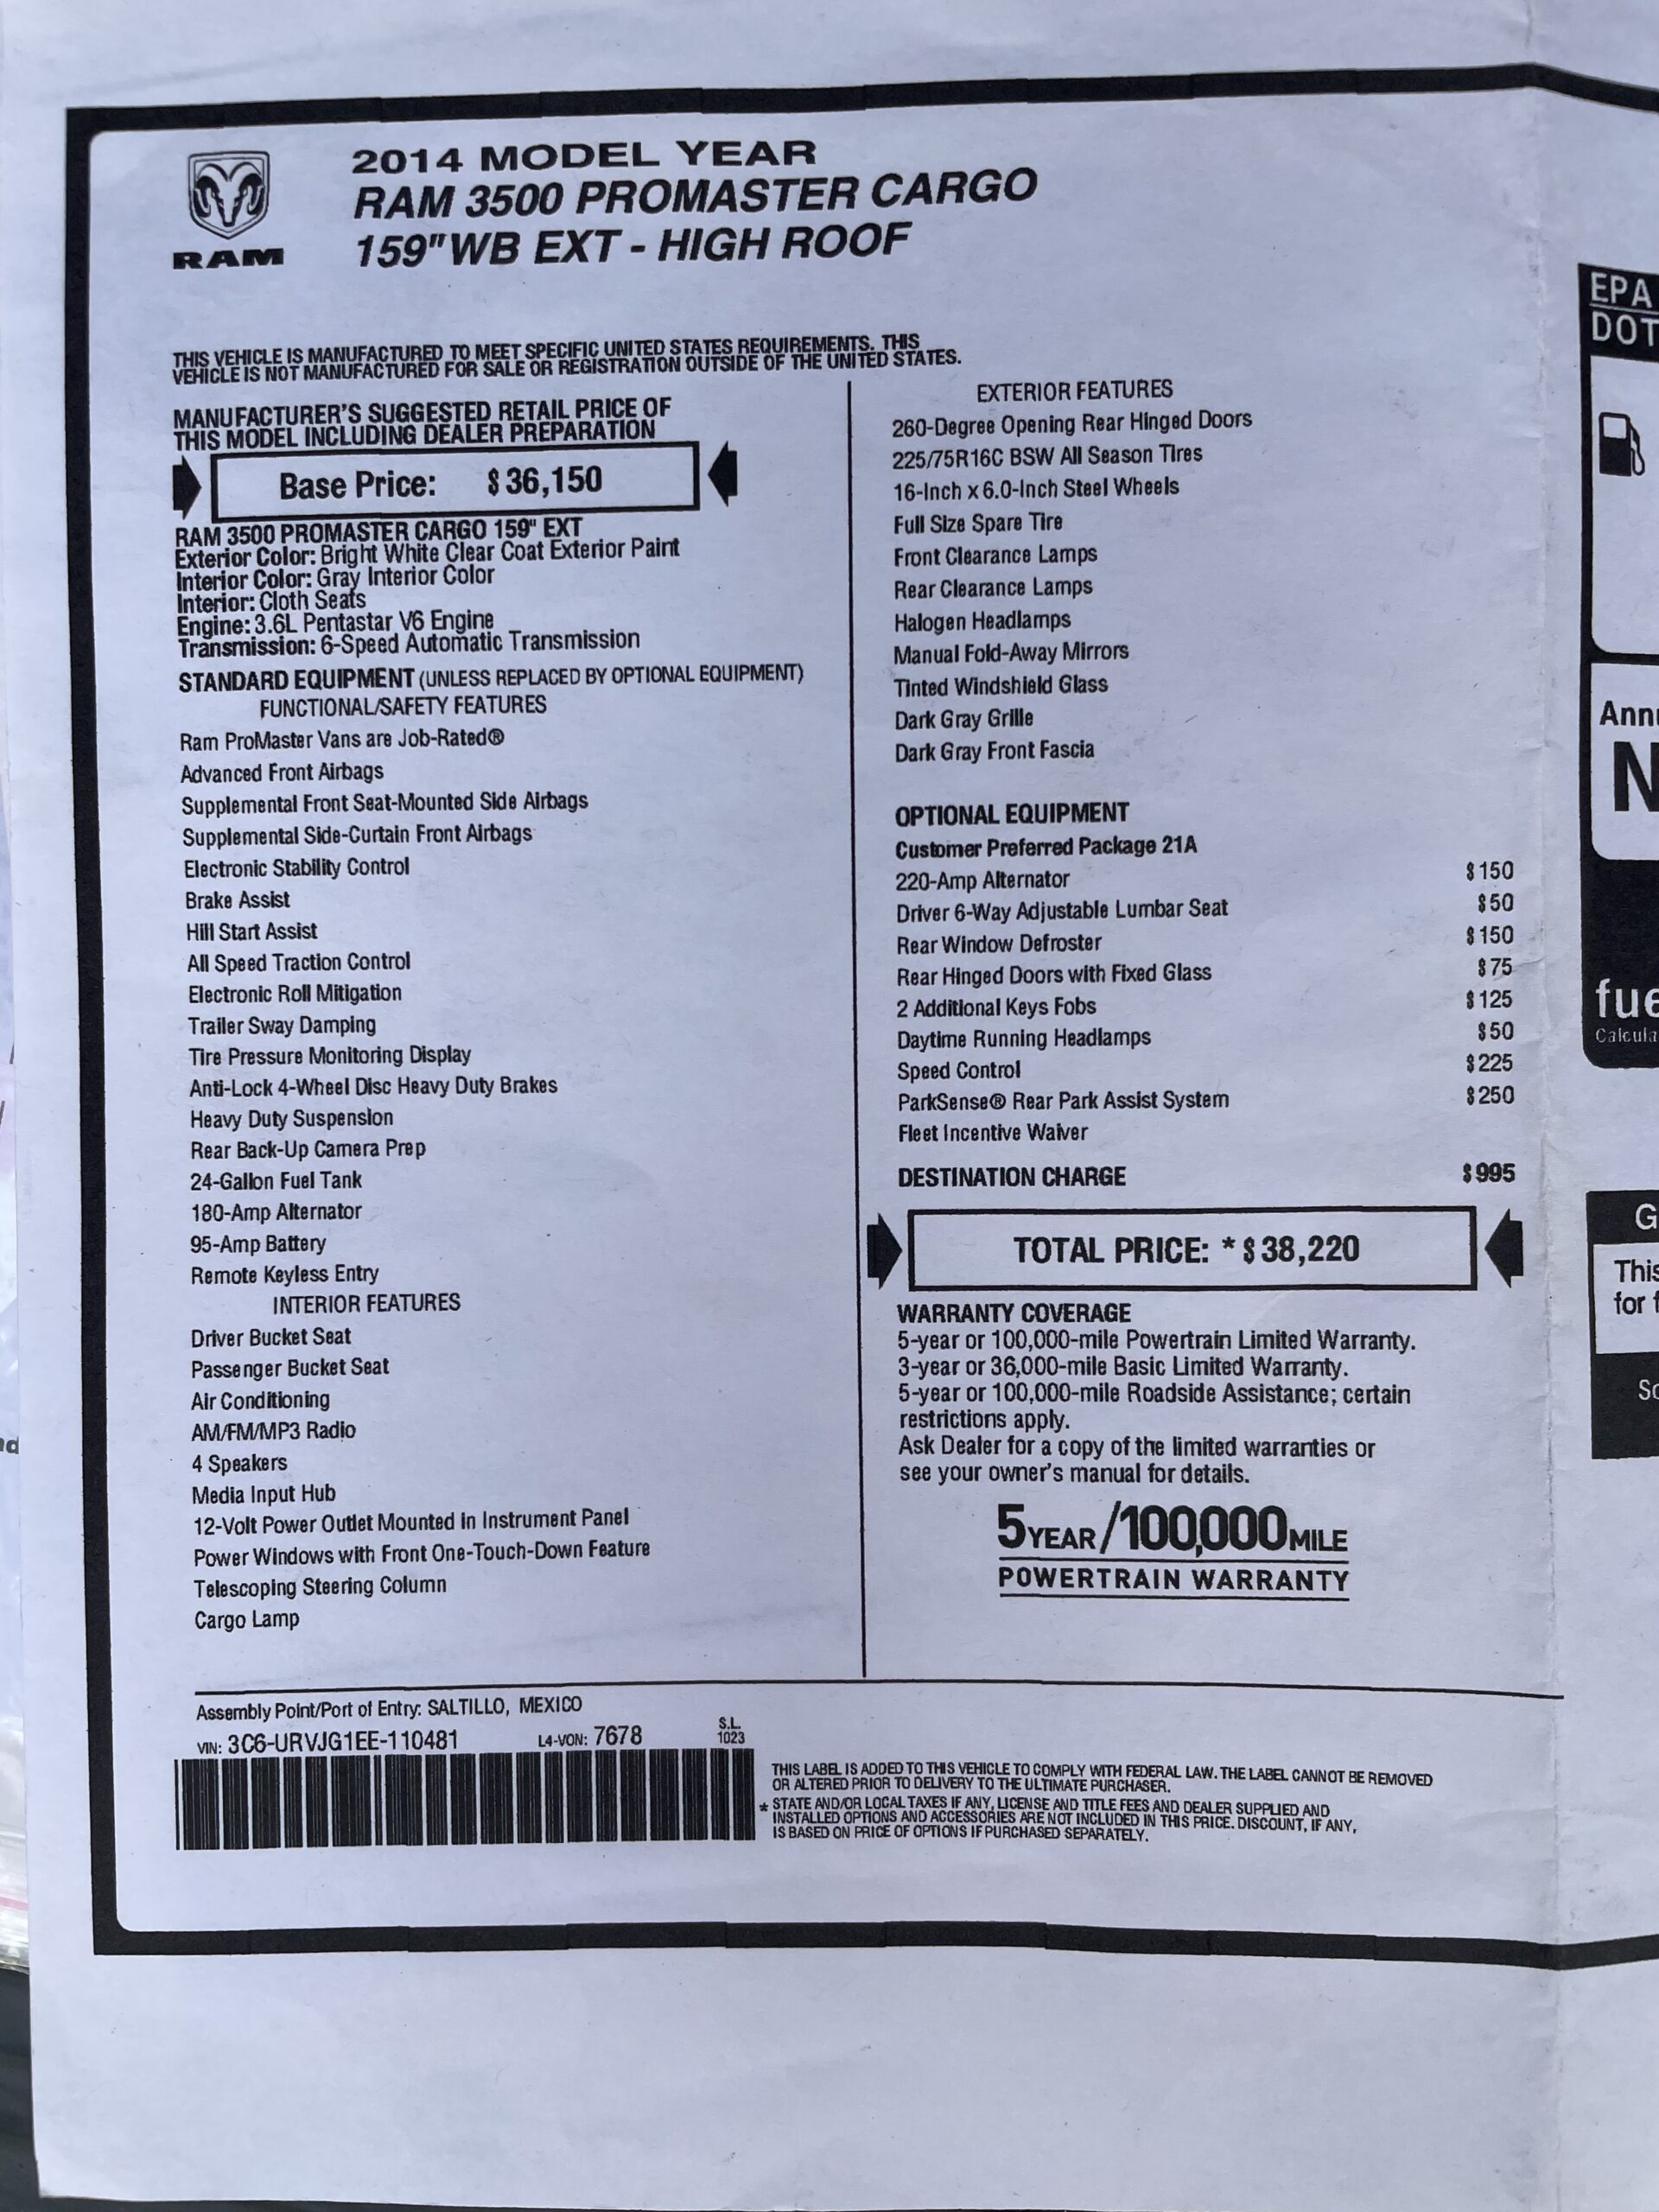 2014 MODEL YEAR
RAM 3500 PROMASTER CARGO
159" WB EXT - HIGH ROOF
RAM
THIS VEHICLE IS MANUFACTURED TO MEET SPECIFIC UNITED STATES REQUIREMENTS. THIS
VEHICLE IS NOT MANUFACTURED FOR SALE OR REGISTRATION OUTSIDE OF THE UNITED STATES.
MANUFACTURER'S SUGGESTED RETAIL PRICE OF
THIS MODEL INCLUDING DEALER PREPARATION
Base Price: $36,150
RAM 3500 PROMASTER CARGO 159" EXT
Exterior Color: Bright White Clear Coat Exterior Paint
Interior Color: Gray Interior Color
Interior: Cloth Seats
Engine: 3.6L Pentastar V6 Engine
Transmission: 6-Speed Automatic Transmission
STANDARD EQUIPMENT (UNLESS REPLACED BY OPTIONAL EQUIPMENT)
FUNCTIONAL/SAFETY FEATURES
Ram ProMaster Vans are Job-Rated®
Advanced Front Airbags
Supplemental Front Seat-Mounted Side Airbags
Supplemental Side-Curtain Front Airbags
Electronic Stability Control
Brake Assist
Hill Start Assist
All Speed Traction Control
Electronic Roll Mitigation
Trailer Sway Damping
Tire Pressure Monitoring Display
Anti-Lock 4-Wheel Disc Heavy Duty Brakes
Heavy Duty Suspension
Rear Back-Up Camera Prep
24-Gallon Fuel Tank
180-Amp Alternator
95-Amp Battery
Remote Keyless Entry
INTERIOR FEATURES
Driver Bucket Seat
Passenger Bucket Seat
Air Conditioning
AM/FM/MP3 Radio
4 Speakers
Media Input Hub
12-Volt Power Outlet Mounted in Instrument Panel
Power Windows with Front One-Touch-Down Feature
Telescoping Steering Column
Cargo Lamp
EXTERIOR FEATURES
260-Degree Opening Rear Hinged Doors
225/75R16C BSW All Season Tires
16-Inch x 6.0-Inch Steel Wheels
Full Size Spare Tire
Front Clearance Lamps
Rear Clearance Lamps
Halogen Headlamps
Manual Fold-Away Mirrors
Tinted Windshield Glass
Dark Gray Grille
Dark Gray Front Fascia
OPTIONAL EQUIPMENT
Customer Preferred Package 21A
220-Amp Alternator $150
Driver 6-Way Adjustable Lumbar Seat $50
Rear Window Defroster $150
Rear Hinged Doors with Fixed Glass $75
2 Additional Keys Fobs $125
Daytime Running Headlamps $50
Speed Control $225
ParkSense® Rear Park Assist System $250
Fleet Incentive Waiver
DESTINATION CHARGE $995
TOTAL PRICE: * $38,220
WARRANTY COVERAGE
5-year or 100,000-mile Powertrain Limited Warranty.
3-year or 36,000-mile Basic Limited Warranty.
5-year or 100,000-mile Roadside Assistance; certain
restrictions apply.
Ask Dealer for a copy of the limited warranties or
see your owner's manual for details.
5 YEAR/100,000 MILE
POWERTRAIN WARRANTY
Assembly Point/Port of Entry: SALTILLO, MEXICO
VIN: 3C6-URVJG1EE-110481 L4-VON: 7678 S.L. 1023
THIS LABEL IS ADDED TO THIS VEHICLE TO COMPLY WITH FEDERAL LAW. THE LABEL CANNOT BE REMOVED
OR ALTERED PRIOR TO DELIVERY TO THE ULTIMATE PURCHASER.
* STATE AND/OR LOCAL TAXES IF ANY, LICENSE AND TITLE FEES AND DEALER SUPPLIED AND
INSTALLED OPTIONS AND ACCESSORIES ARE NOT INCLUDED IN THIS PRICE. DISCOUNT, IF ANY,
IS BASED ON PRICE OF OPTIONS IF PURCHASED SEPARATELY.
EPA
DOT
This
for